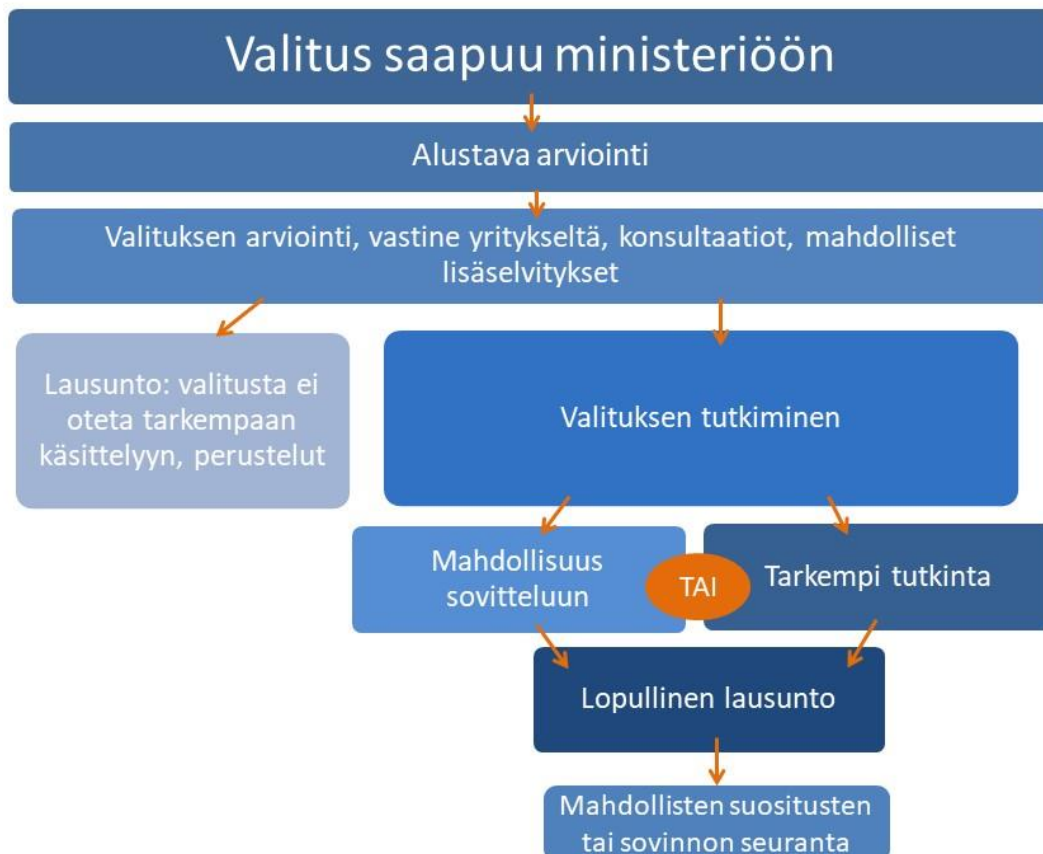 Valitus saapuu ministeriöön
Alustava arviointi
Valituksen arviointi, vastine yritykseltä, konsultaatiot, mahdolliset
lisäselvitykset
Lausunto: valitusta ei
oteta tarkempaan
käsittelyyn, perustelut
Valituksen tutkiminen
Mahdollisuus
sovitteluun
TAI
Tarkempi tutkinta
Lopullinen lausunto
Mahdollisten suositusten
tai sovinnon seuranta